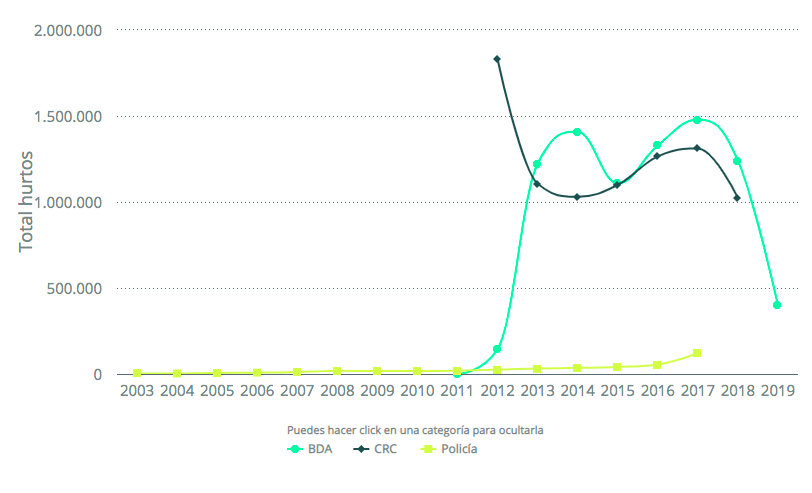 2.000.000
1.500.000
1.000.000
500.000
0
Total hurtos
2003 2004 2005 2006 2007 2008 2009 2010 2011 2012 2013 2014 2015 2016 2017 2018 2019
Puedes hacer click en una categoría para ocultarla
BDA CRC Policía